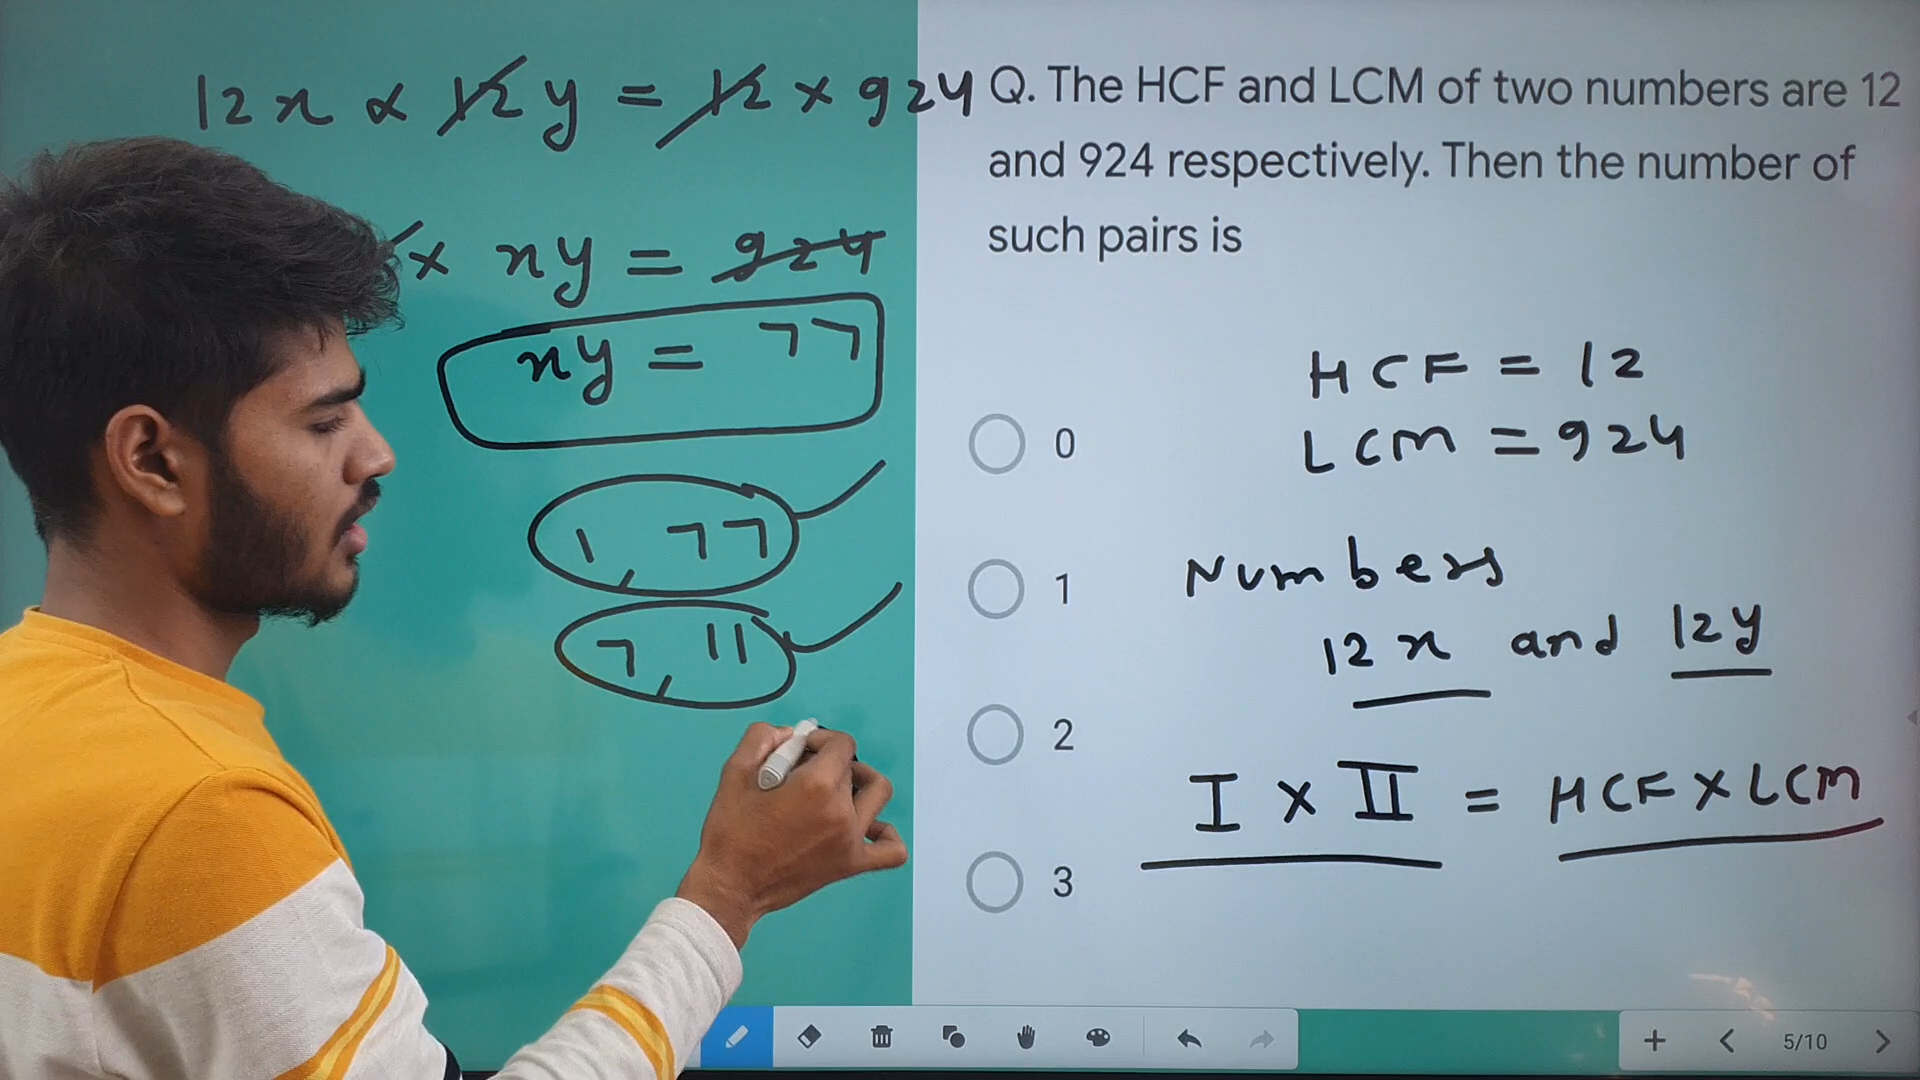 12x × 12y = 12 × 924
× xy = 924
xy = 77
1, 77
7, 11
Q. The HCF and LCM of two numbers are 12
and 924 respectively. Then the number of
such pairs is
HCF = 12
LCM = 924
0
1
2
3
Numbers
12x and 12y
I × II = HCF × LCM
5/10